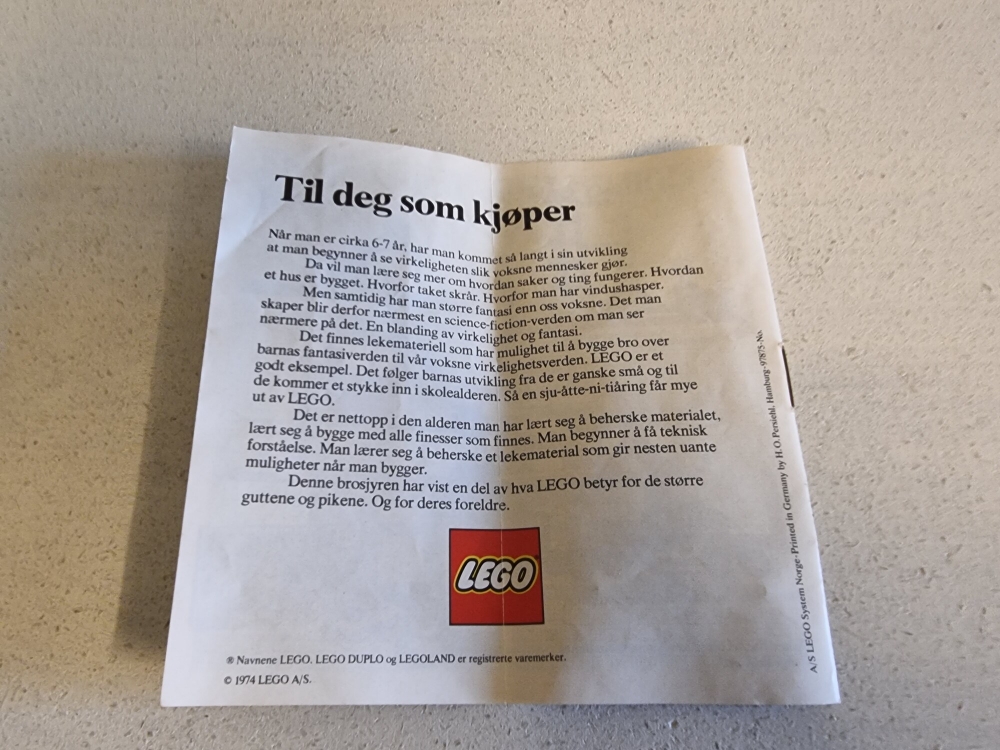 Til deg som kjøper
Når man er cirka 6-7 år, har man kommet så langt i sin utvikling
at man begynner å se virkeligheten slik voksne mennesker gjør.
Da vil man lære seg mer om hvordan saker og ting fungerer. Hvordan
et hus er bygget. Hvorfor taket skrår. Hvorfor man har vindushasper.
Men samtidig har man større fantasi enn oss voksne. Det man
skaper blir derfor nærmest en science-fiction-verden om man ser
nærmere på det. En blanding av virkelighet og fantasi.
Det finnes lekemateriell som har mulighet til å bygge bro over
barnas fantasiverden til vår voksne virkelighetsverden. LEGO er et
godt eksempel. Det følger barnas utvikling fra de er ganske små og til
de kommer et stykke inn i skolealderen. Så en sju-åtte-ni-tiåring får mye
ut av LEGO.
Det er nettopp i den alderen man har lært seg å beherske materialet,
lært seg å bygge med alle finesser som finnes. Man begynner å få teknisk
forståelse. Man lærer seg å beherske et lekematerial som gir nesten uante
muligheter når man bygger.
Denne brosjyren har vist en del av hva LEGO betyr for de større
guttene og pikene. Og for deres foreldre.
LEGO
® Navnene LEGO, LEGO DUPLO og LEGOLAND er registrerte varemerker.
© 1974 LEGO A/S.
A/S LEGO System Norge · Printed in Germany by H. O. Persiehl, Hamburg · 97875-No.